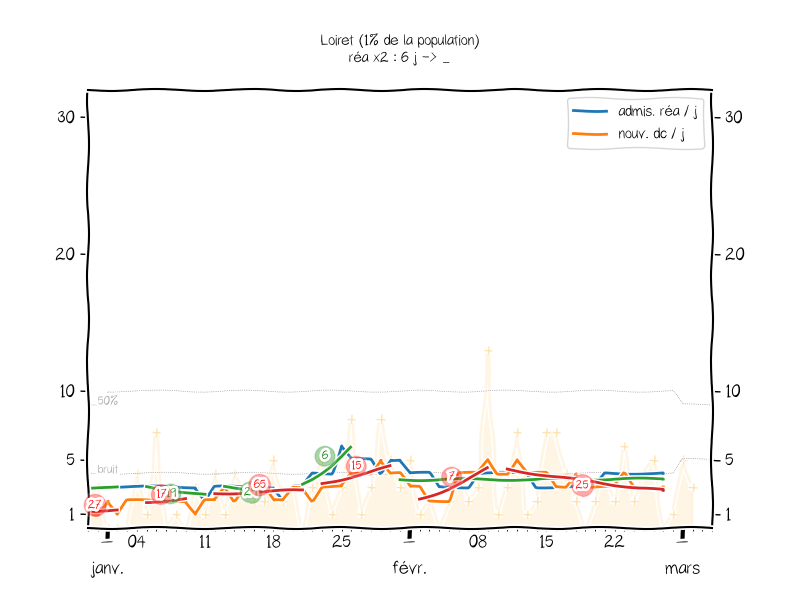 Loiret (1% de la population)
réa x2 : 6 j -> _
admis. réa / j
nouv. dc / j
30 30
20 20
10 10
50%
5 5
bruit
1 1
27 17 65 6 15 7 25
04 11 18 25 08 15 22
janv. févr. mars